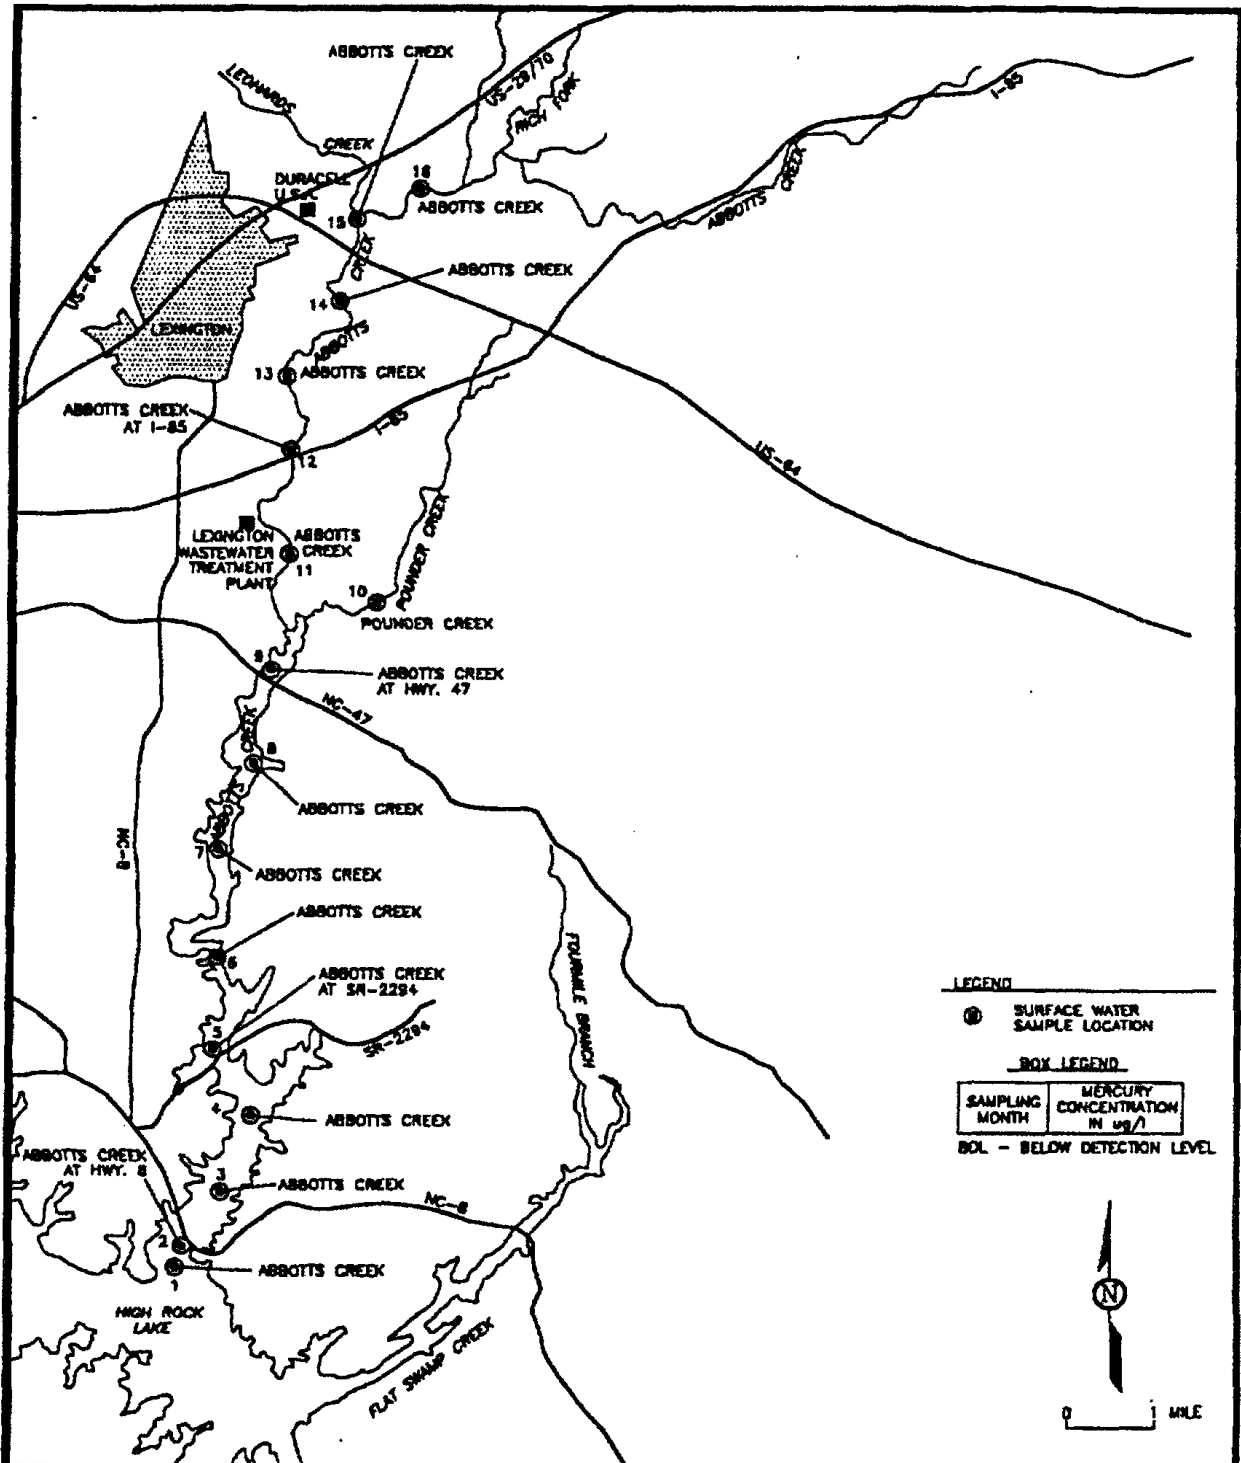 ABBOTTS CREEK
LEONARDS
CREEK
US-29/70
RICH FORK
I-85
DURACELL
U.S.A.
16
ABBOTTS CREEK
ABBOTTS CREEK
15
CREEK
US-64
ABBOTTS CREEK
14
LEXINGTON
ABBOTTS
13
ABBOTTS CREEK
ABBOTTS CREEK
AT I-85
I-85
12
US-64
LEXINGTON
WASTEWATER
TREATMENT
PLANT
ABBOTTS
CREEK
11
POUNDER CREEK
10
POUNDER CREEK
9
ABBOTTS CREEK
AT HWY. 47
NC-47
CREEK
8
ABBOTTS
ABBOTTS CREEK
NC-8
7
ABBOTTS CREEK
ABBOTTS CREEK
6
ABBOTTS CREEK
AT SR-2294
5
SR-2294
FOURMILE BRANCH
LEGEND
SURFACE WATER
SAMPLE LOCATION
BOX LEGEND
SAMPLING
MONTH
MERCURY
CONCENTRATION
IN ug/l
BDL - BELOW DETECTION LEVEL
4
ABBOTTS CREEK
ABBOTTS CREEK
AT HWY. 8
3
ABBOTTS CREEK
NC-8
2
1
ABBOTTS CREEK
HIGH ROCK
LAKE
FLAT SWAMP CREEK
N
0 1 MILE